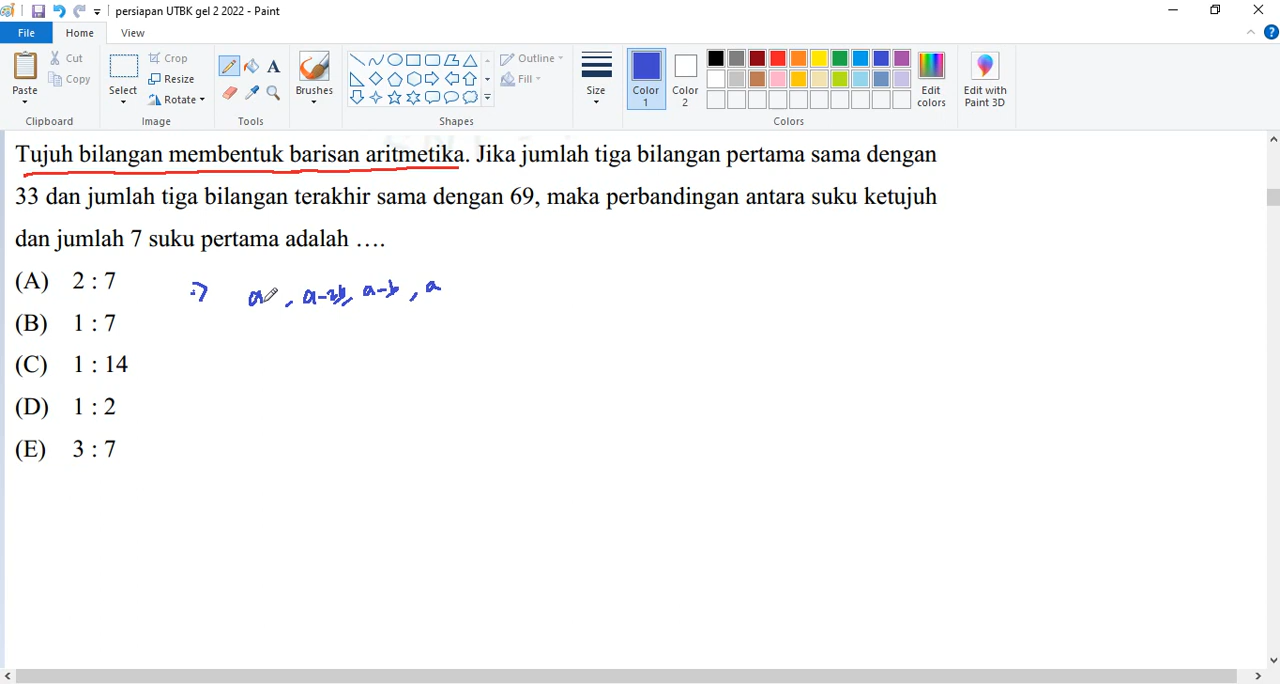 persiapan UTBK gel 2 2022 - Paint
File Home View
Paste Cut Copy Select Crop Resize Rotate Brushes Outline Fill Size Color 1 Color 2 Edit colors Edit with Paint 3D
Clipboard Image Tools Shapes Colors
Tujuh bilangan membentuk barisan aritmetika. Jika jumlah tiga bilangan pertama sama dengan
33 dan jumlah tiga bilangan terakhir sama dengan 69, maka perbandingan antara suku ketujuh
dan jumlah 7 suku pertama adalah ….
(A) 2 : 7
a , a-2b, a-b , a
(B) 1 : 7
(C) 1 : 14
(D) 1 : 2
(E) 3 : 7